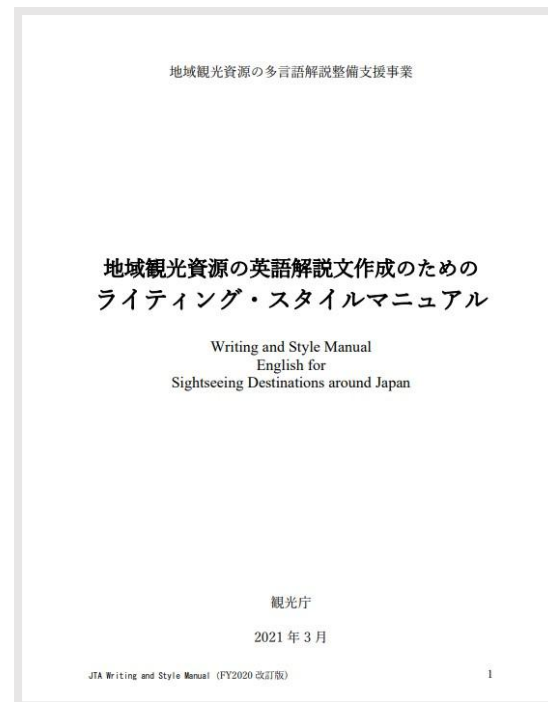 地域観光資源の多言語解説整備支援事業
地域観光資源の英語解説文作成のための
ライティング・スタイルマニュアル
Writing and Style Manual
English for
Sightseeing Destinations around Japan
観光庁
2021 年 3 月
JTA Writing and Style Manual (FY2020 改訂版) 1